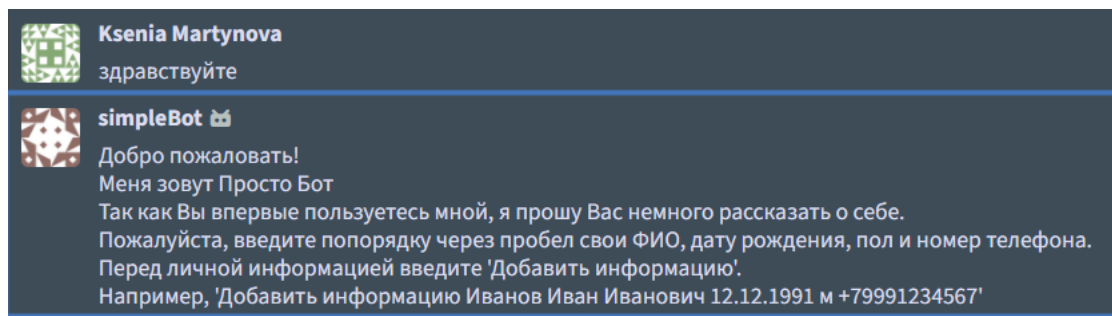 Ksenia Martynova
здравствуйте
simpleBot
Добро пожаловать!
Меня зовут Просто Бот
Так как Вы впервые пользуетесь мной, я прошу Вас немного рассказать о себе.
Пожалуйста, введите попорядку через пробел свои ФИО, дату рождения, пол и номер телефона.
Перед личной информацией введите 'Добавить информацию'.
Например, 'Добавить информацию Иванов Иван Иванович 12.12.1991 м +79991234567'